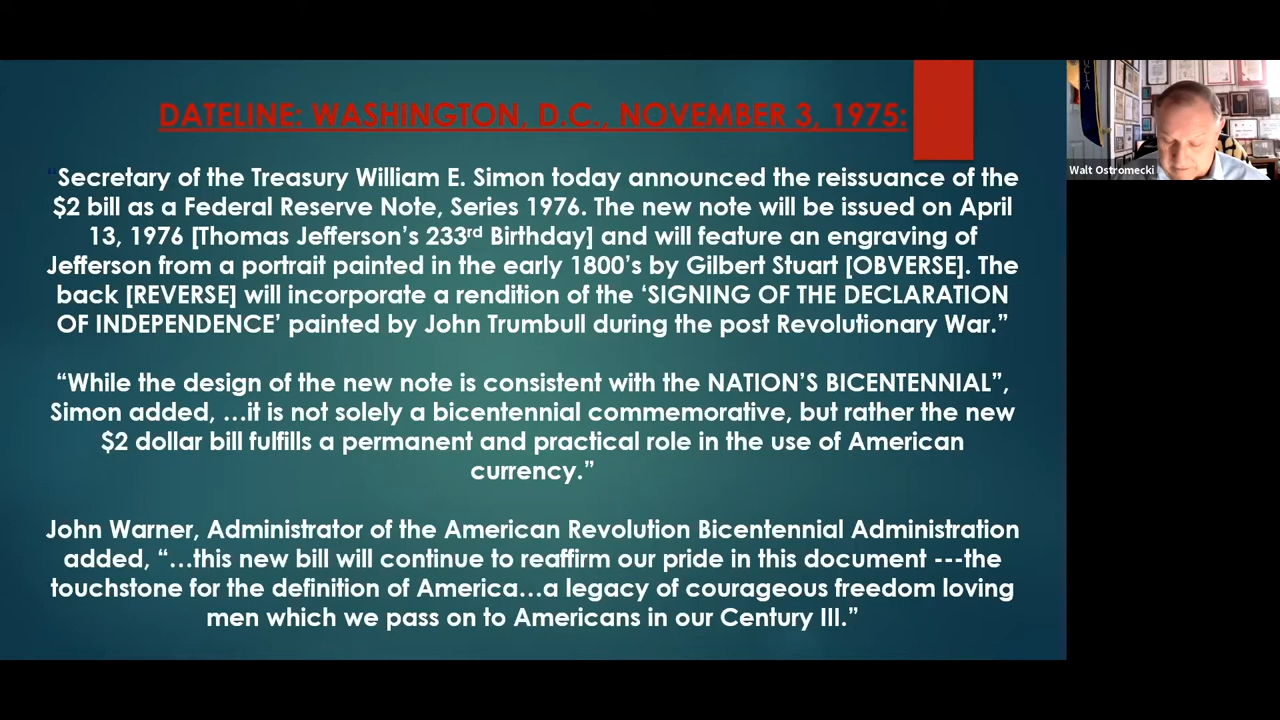 DATELINE: WASHINGTON, D.C., NOVEMBER 3, 1975:
“Secretary of the Treasury William E. Simon today announced the reissuance of the
$2 bill as a Federal Reserve Note, Series 1976. The new note will be issued on April
13, 1976 [Thomas Jefferson’s 233rd Birthday] and will feature an engraving of
Jefferson from a portrait painted in the early 1800’s by Gilbert Stuart [OBVERSE]. The
back [REVERSE] will incorporate a rendition of the ‘SIGNING OF THE DECLARATION
OF INDEPENDENCE’ painted by John Trumbull during the post Revolutionary War.”
“While the design of the new note is consistent with the NATION’S BICENTENNIAL”,
Simon added, …it is not solely a bicentennial commemorative, but rather the new
$2 dollar bill fulfills a permanent and practical role in the use of American
currency.”
John Warner, Administrator of the American Revolution Bicentennial Administration
added, “…this new bill will continue to reaffirm our pride in this document ---the
touchstone for the definition of America…a legacy of courageous freedom loving
men which we pass on to Americans in our Century III.”
UCLA
Walt Ostromecki